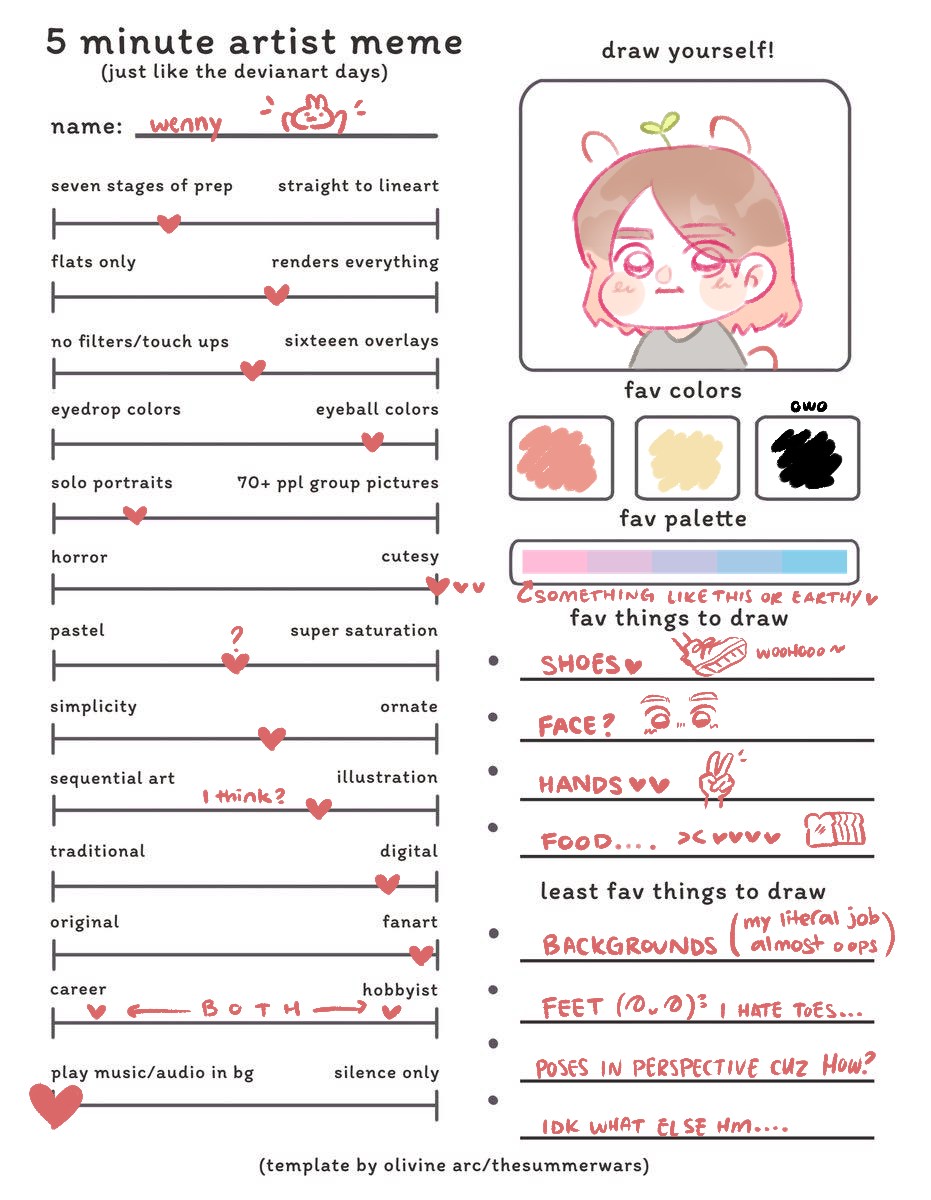 5 minute artist meme
(just like the devianart days)
name: wenny
seven stages of prep straight to lineart
flats only renders everything
no filters/touch ups sixteeen overlays
eyedrop colors eyeball colors
solo portraits 70+ ppl group pictures
horror cutesy
pastel super saturation
?
simplicity ornate
sequential art illustration
I think?
traditional digital
original fanart
career hobbyist
BOTH
play music/audio in bg silence only
draw yourself!
fav colors
owo
fav palette
SOMETHING LIKE THIS OR EARTHY
fav things to draw
SHOES WOOHOOO~
FACE?
HANDS
FOOD.... ><
least fav things to draw
BACKGROUNDS (my literal job
almost oops)
FEET I HATE TOES...
POSES IN PERSPECTIVE CUZ HOW?
IDK WHAT ELSE HM....
(template by olivine arc/thesummerwars)